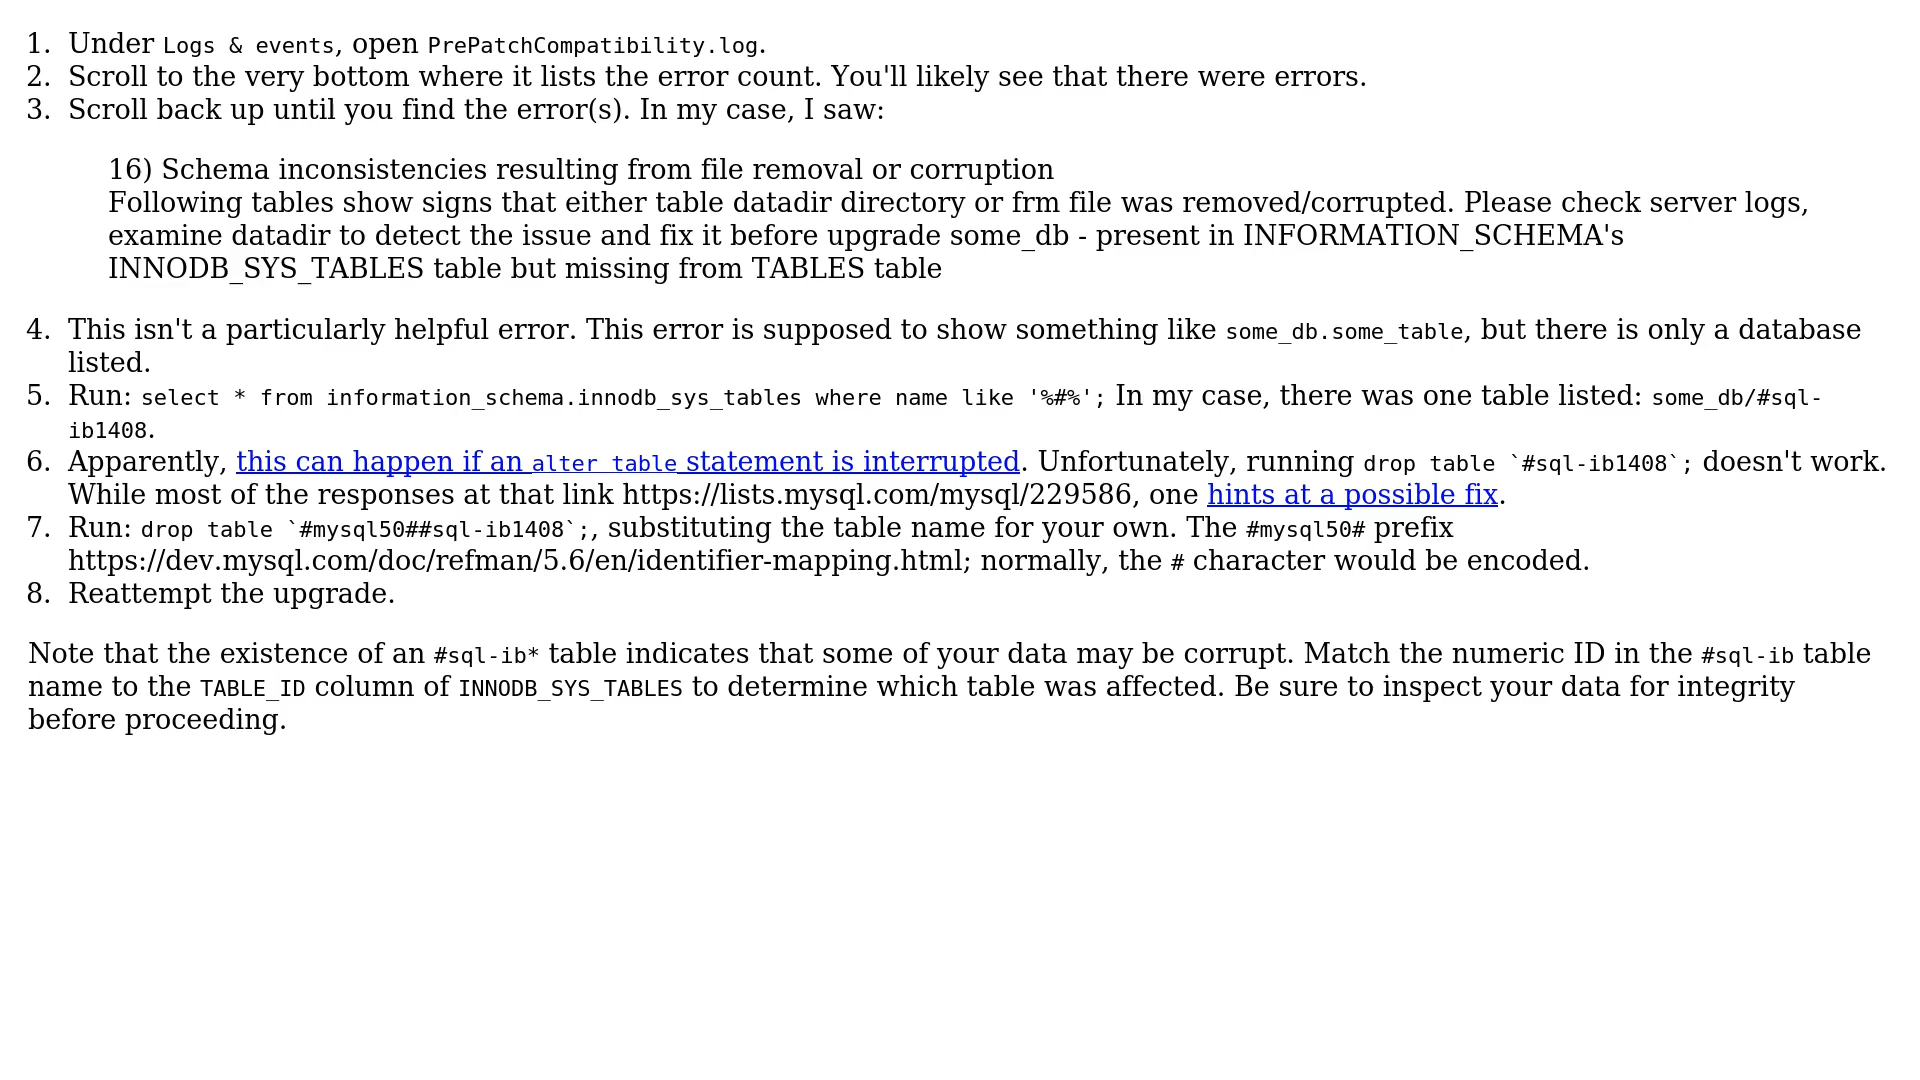 1. Under Logs & events, open PrePatchCompatibility.log.
2. Scroll to the very bottom where it lists the error count. You'll likely see that there were errors.
3. Scroll back up until you find the error(s). In my case, I saw:
16) Schema inconsistencies resulting from file removal or corruption
Following tables show signs that either table datadir directory or frm file was removed/corrupted. Please check server logs,
examine datadir to detect the issue and fix it before upgrade some_db - present in INFORMATION_SCHEMA's
INNODB_SYS_TABLES table but missing from TABLES table
4. This isn't a particularly helpful error. This error is supposed to show something like some_db.some_table, but there is only a database
listed.
5. Run: select * from information_schema.innodb_sys_tables where name like '%#%'; In my case, there was one table listed: some_db/#sql-
ib1408.
6. Apparently, this can happen if an alter table statement is interrupted. Unfortunately, running drop table `#sql-ib1408`; doesn't work.
While most of the responses at that link https://lists.mysql.com/mysql/229586, one hints at a possible fix.
7. Run: drop table `#mysql50##sql-ib1408`;, substituting the table name for your own. The #mysql50# prefix
https://dev.mysql.com/doc/refman/5.6/en/identifier-mapping.html; normally, the # character would be encoded.
8. Reattempt the upgrade.
Note that the existence of an #sql-ib* table indicates that some of your data may be corrupt. Match the numeric ID in the #sql-ib table
name to the TABLE_ID column of INNODB_SYS_TABLES to determine which table was affected. Be sure to inspect your data for integrity
before proceeding.